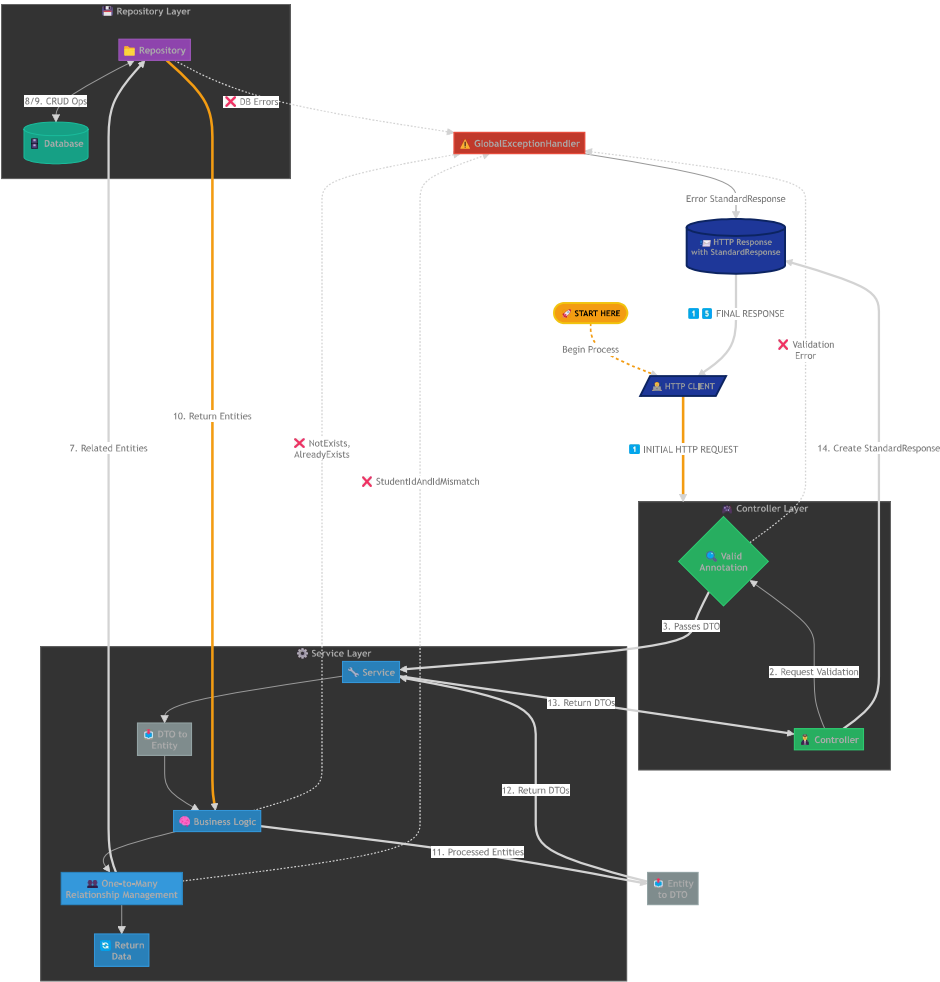 Repository Layer
Repository
8/9. CRUD Ops
❌ DB Errors
Database
⚠️ GlobalExceptionHandler
Error StandardResponse
HTTP Response
with StandardResponse
START HERE
1 5 FINAL RESPONSE
❌ Validation
Error
Begin Process
HTTP CLIENT
10. Return Entities
❌ NotExists,
AlreadyExists
7. Related Entities
1 INITIAL HTTP REQUEST
14. Create StandardResponse
❌ StudentIdAndIdMismatch
Controller Layer
Valid
Annotation
3. Passes DTO
Service Layer
Service
2. Request Validation
13. Return DTOs
DTO to
Entity
Controller
12. Return DTOs
Business Logic
11. Processed Entities
One-to-Many
Relationship Management
Entity
to DTO
Return
Data